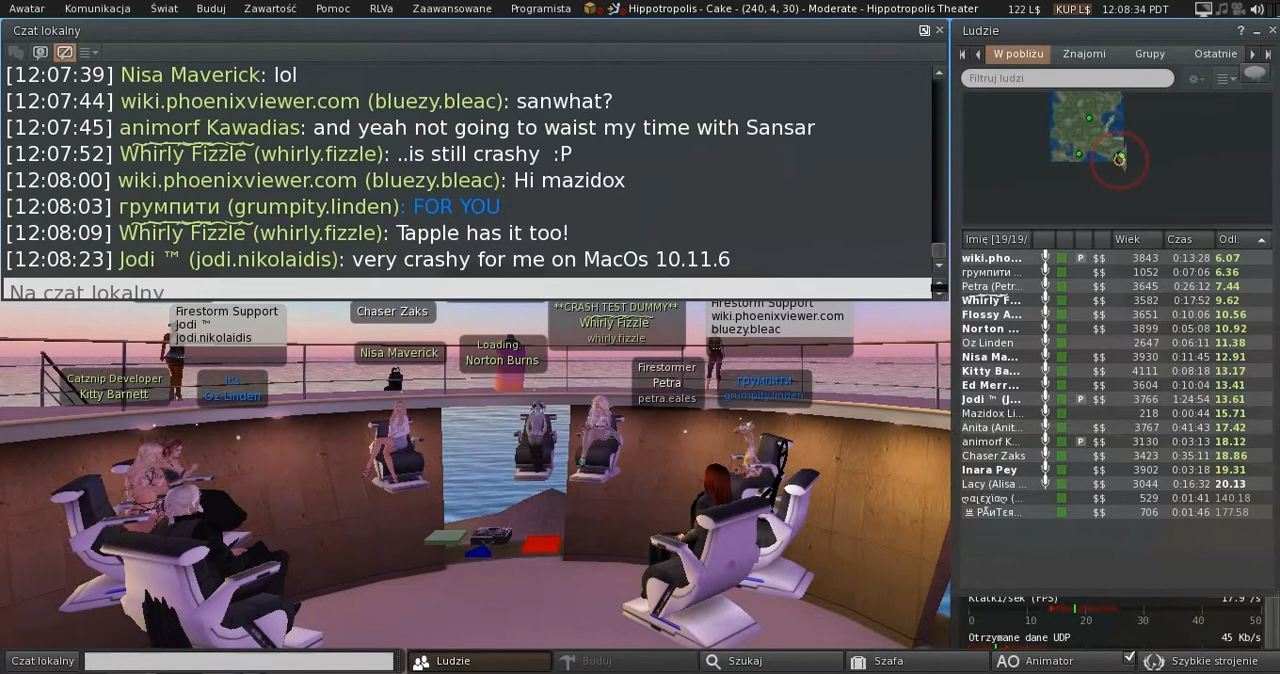 Awatar Komunikacja Świat Buduj Zawartość Pomoc RLVa Zaawansowane Programista Hippotropolis - Cake - (240, 4, 30) - Moderate - Hippotropolis Theater 122 L$ KUP L$ 12:08:34 PDT
Czat lokalny
[12:07:39] Nisa Maverick: lol
[12:07:44] wiki.phoenixviewer.com (bluezy.bleac): sanwhat?
[12:07:45] animorf Kawadias: and yeah not going to waist my time with Sansar
[12:07:52] Whirly Fizzle (whirly.fizzle): ..is still crashy :P
[12:08:00] wiki.phoenixviewer.com (bluezy.bleac): Hi mazidox
[12:08:03] грумпити (grumpity.linden): FOR YOU
[12:08:09] Whirly Fizzle (whirly.fizzle): Tapple has it too!
[12:08:23] Jodi ™ (jodi.nikolaidis): very crashy for me on MacOs 10.11.6
Na czat lokalny
Firestorm Support
jodi ™
jodi.nikolaidis
Chaser Zaks
Nisa Maverick
Loading..
Norton Burns
**CRASH TEST DUMMY**
Whirly Fizzle
whirly.fizzle
Firestorm Support
wiki.phoenixviewer.com
bluezy.bleac
Catznip Developer
Kitty Barnett
It's
Oz Linden
Firestormer
Petra
petra.eales
грумпити
grumpity.linden
Ludzie
W pobliżu Znajomi Grupy Ostatnie
Filtruj ludzi
Imię [19/19/ Wiek Czas Odl.
wiki.pho... P $$ 3843 0:13:28 6.07
грумпити ... 1052 0:07:06 6.36
Petra (Petr... $$ 3645 0:26:12 7.44
Whirly F... $$ 3582 0:17:52 9.62
Flossy A... $$ 3651 0:10:06 10.56
Norton ... $$ 3899 0:05:08 10.92
Oz Linden $$ 2647 0:06:11 11.38
Nisa Ma... $$ 3930 0:11:45 12.91
Kitty Ba... $$ 4111 0:08:18 13.17
Ed Merr... $$ 3604 0:10:04 13.41
Jodi ™ (J... P $$ 3766 1:24:54 13.61
Mazidox Li... 218 0:00:44 15.71
Anita (Anit... $$ 3767 0:41:43 17.42
animorf K... P $$ 3130 0:03:13 18.12
Chaser Zaks $$ 3423 0:35:11 18.86
Inara Pey $$ 3902 0:03:18 19.31
Lacy (Alisa ... $$ 3044 0:16:32 20.13
$$ 529 0:01:41 140.18
$$ 706 0:01:46 177.58
Klatki/sek (FPS) 17.9 /s
0 10 20 30 40 50
Otrzymane dane UDP 45 Kb/s
Czat lokalny Ludzie Buduj Szukaj Szafa AO Animator Szybkie strojenie